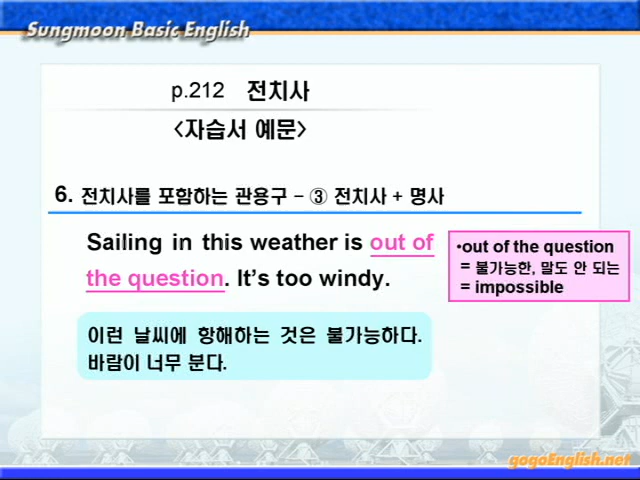 Sungmoon Basic English
p.212 전치사
<자습서 예문>
6. 전치사를 포함하는 관용구 – ③ 전치사 + 명사
Sailing in this weather is out of
the question. It's too windy.
•out of the question
= 불가능한, 말도 안 되는
= impossible
이런 날씨에 항해하는 것은 불가능하다.
바람이 너무 분다.
gogoEnglish.net